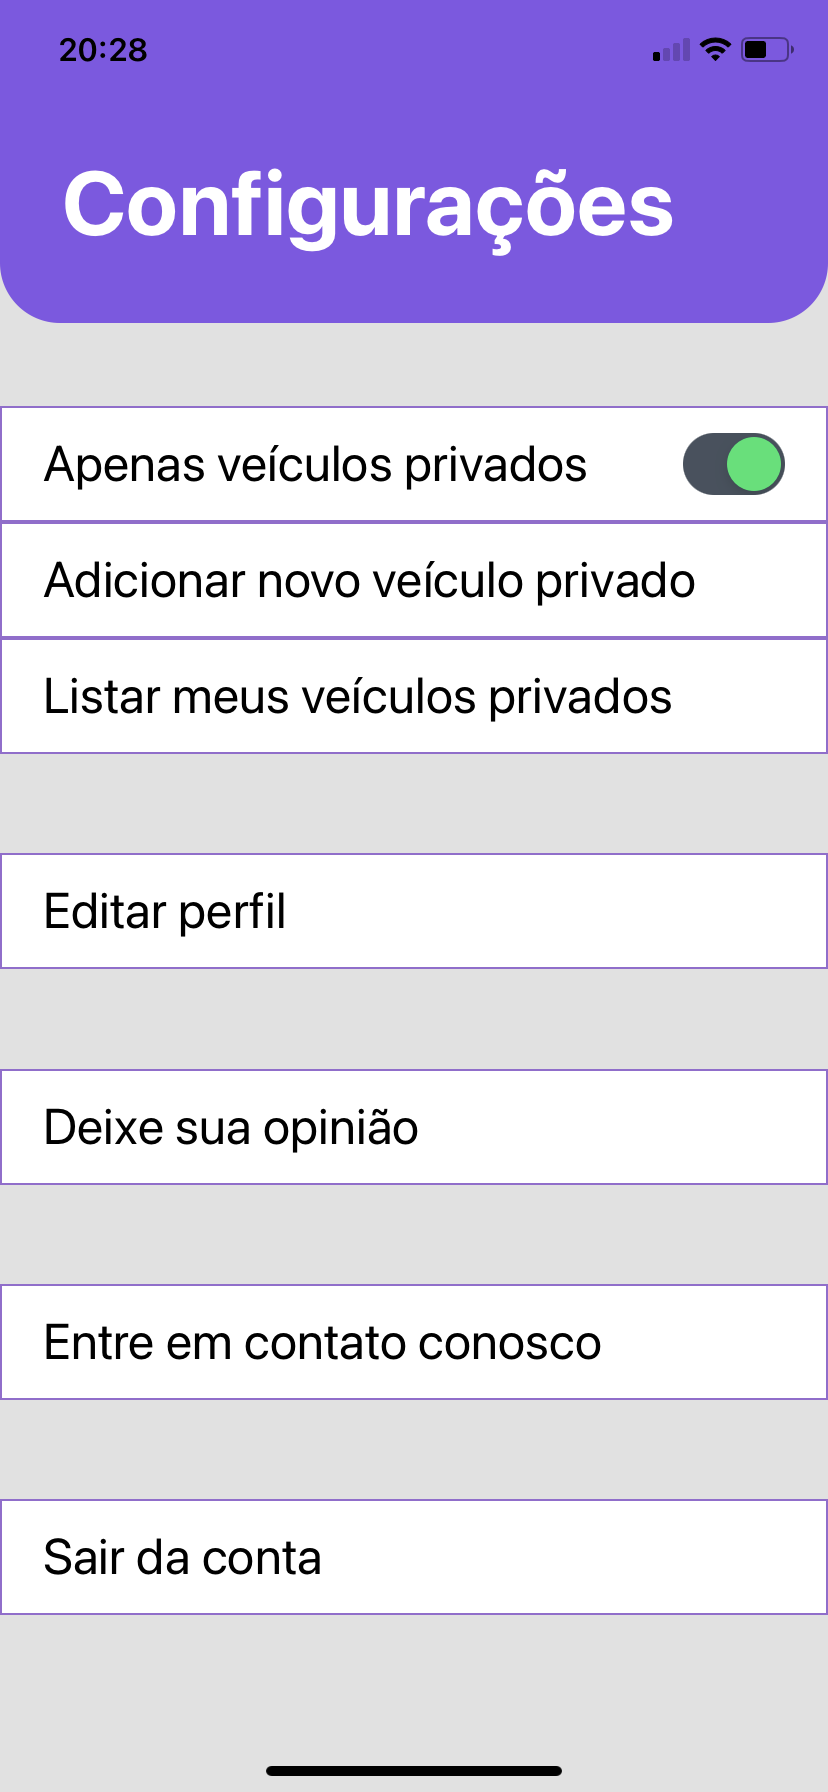 20:28
Configurações
Apenas veículos privados
Adicionar novo veículo privado
Listar meus veículos privados
Editar perfil
Deixe sua opinião
Entre em contato conosco
Sair da conta